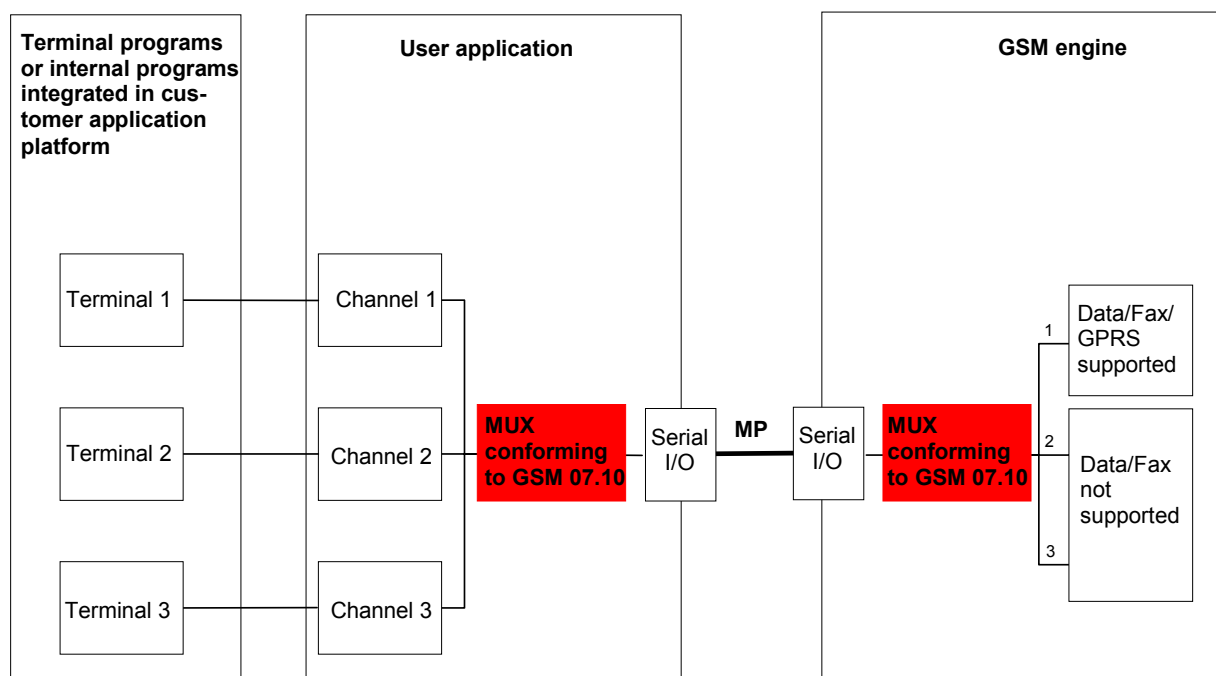 Terminal programs
or internal programs
integrated in cus-
tomer application
platform
User application
GSM engine
Terminal 1
Channel 1
Terminal 2
Channel 2
Terminal 3
Channel 3
MUX
conforming
to GSM 07.10
Serial
I/O
MP
Serial
I/O
MUX
conforming
to GSM 07.10
1
2
3
Data/Fax/
GPRS
supported
Data/Fax
not
supported